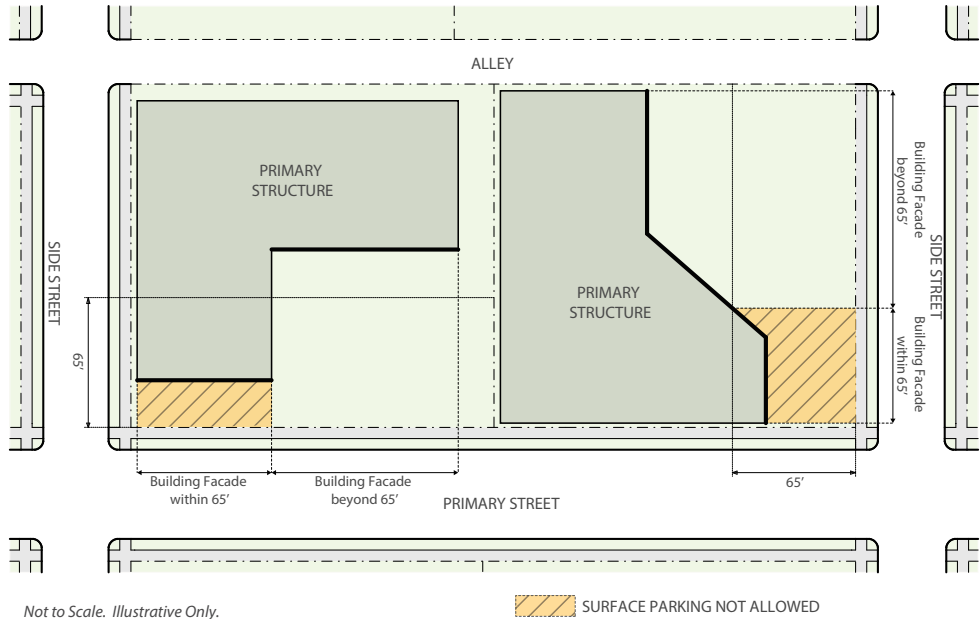 ALLEY
PRIMARY
STRUCTURE
PRIMARY
STRUCTURE
SIDE STREET
65’
Building Facade
beyond 65’
SIDE STREET
Building Facade
within 65’
Building Facade
within 65’
Building Facade
beyond 65’
65’
PRIMARY STREET
Not to Scale. Illustrative Only.
SURFACE PARKING NOT ALLOWED